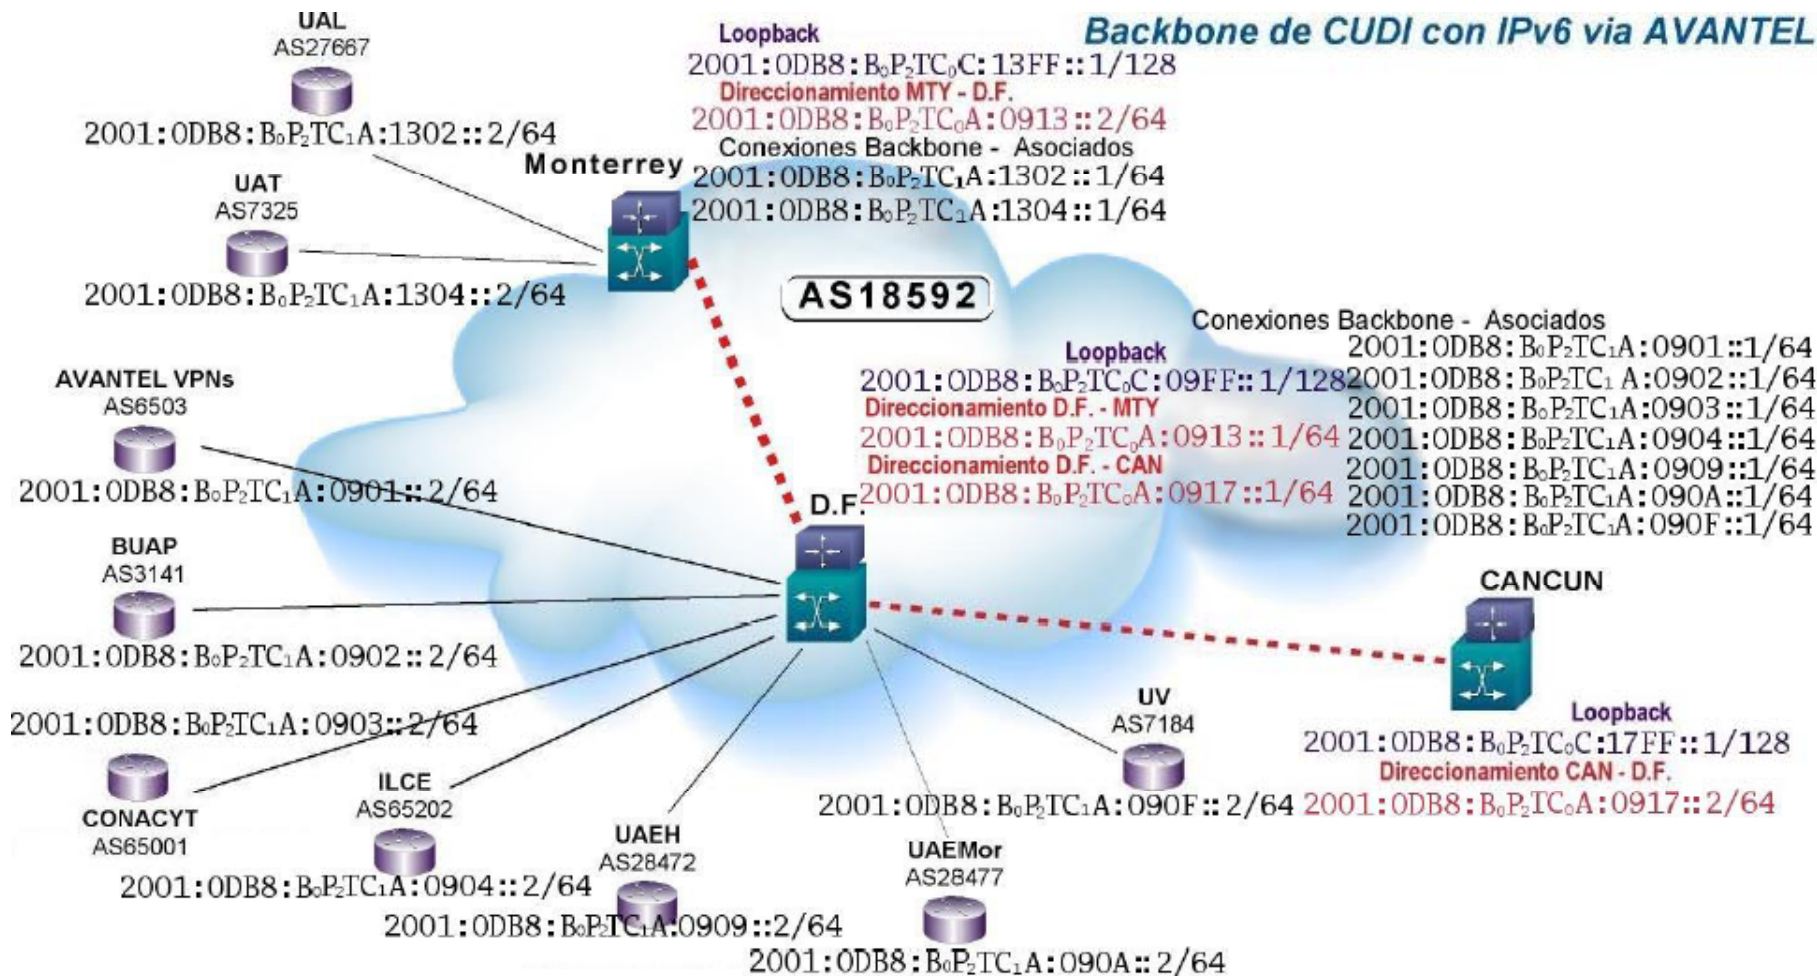 Backbone de CUDI con IPv6 via AVANTEL
UAL
AS27667
2001:0DB8:B₀P₂TC₁A:1302::2/64
UAT
AS7325
2001:0DB8:B₀P₂TC₁A:1304::2/64
Loopback
2001:0DB8:B₀P₂TC₀C:13FF::1/128
Direccionamiento MTY - D.F.
2001:0DB8:B₀P₂TC₀A:0913::2/64
Conexiones Backbone - Asociados
2001:0DB8:B₀P₂TC₁A:1302::1/64
2001:0DB8:B₀P₂TC₁A:1304::1/64
Monterrey
AS18592
Conexiones Backbone - Asociados
2001:0DB8:B₀P₂TC₁A:0901::1/64
2001:0DB8:B₀P₂TC₁ A:0902::1/64
2001:0DB8:B₀P₂TC₁A:0903::1/64
2001:0DB8:B₀P₂TC₁A:0904::1/64
2001:0DB8:B₀P₂TC₁A:0909::1/64
2001:0DB8:B₀P₂TC₁A:090A::1/64
2001:0DB8:B₀P₂TC₁A:090F::1/64
Loopback
2001:0DB8:B₀P₂TC₀C:09FF::1/128
Direccionamiento D.F. - MTY
2001:0DB8:B₀P₂TC₀A:0913::1/64
Direccionamiento D.F. - CAN
2001:0DB8:B₀P₂TC₀A:0917::1/64
D.F.
AVANTEL VPNs
AS6503
2001:0DB8:B₀P₂TC₁A:0901::2/64
BUAP
AS3141
2001:0DB8:B₀P₂TC₁A:0902::2/64
2001:0DB8:B₀P₂TC₁A:0903::2/64
CONACYT
AS65001
ILCE
AS65202
2001:0DB8:B₀P₂TC₁A:0904::2/64
UAEH
AS28472
2001:0DB8:B₀P₂TC₁A:0909::2/64
UAEMor
AS28477
2001:0DB8:B₀P₂TC₁A:090A::2/64
UV
AS7184
2001:0DB8:B₀P₂TC₁A:090F::2/64
CANCUN
Loopback
2001:0DB8:B₀P₂TC₀C:17FF::1/128
Direccionamiento CAN - D.F.
2001:0DB8:B₀P₂TC₀A:0917::2/64